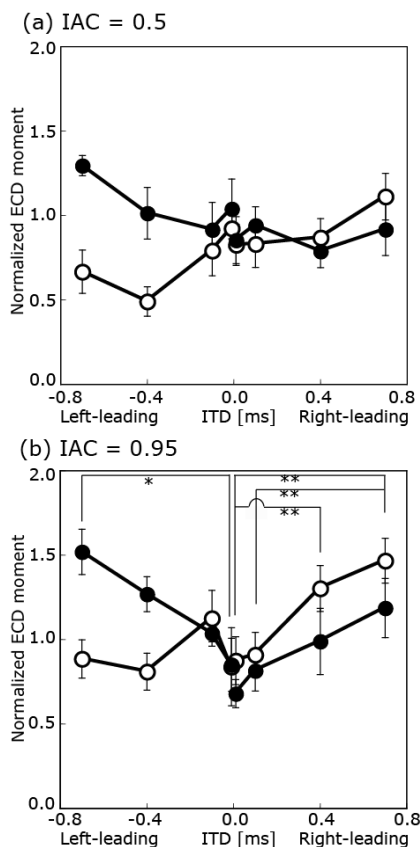 (a) IAC = 0.5
Normalized ECD moment
2.0
1.5
1.0
0.5
0.0
-0.8 -0.4 0.0 0.4 0.8
Left-leading ITD [ms] Right-leading
(b) IAC = 0.95
Normalized ECD moment
2.0
1.5
1.0
0.5
0.0
* **
**
**
-0.8 -0.4 0.0 0.4 0.8
Left-leading ITD [ms] Right-leading